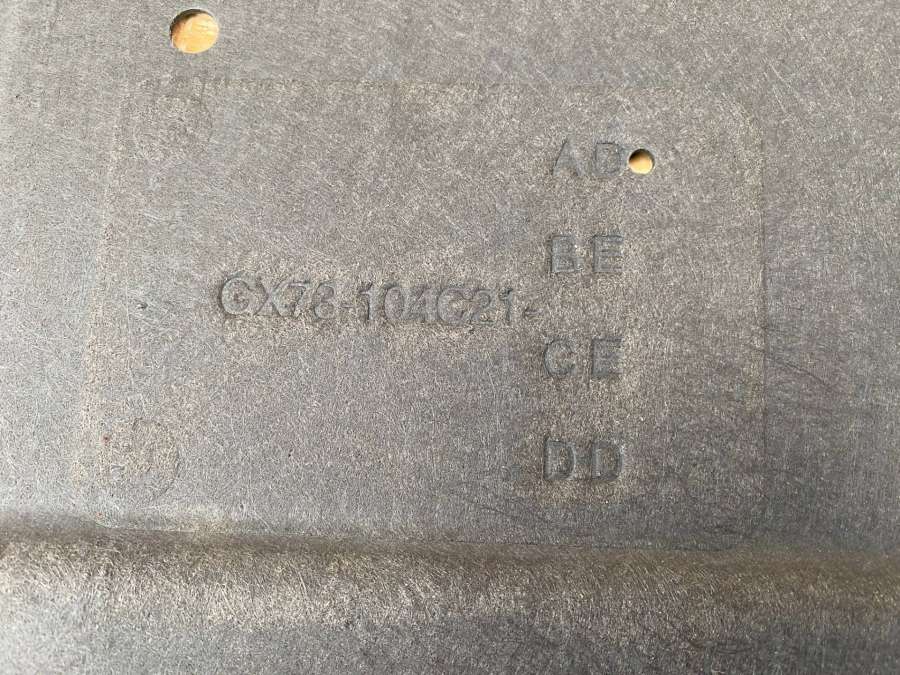 AD
BE
GX73-104C21-
CE
DD